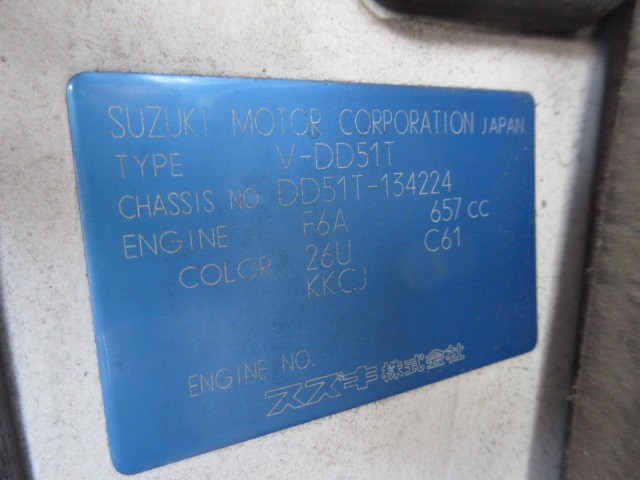 SUZUKI MOTOR CORPORATION JAPAN
TYPE V-DD51T
CHASSIS NO. DD51T-134224
ENGINE F6A 657 CC
COLOR 26U C61
KKCJ
ENGINE NO.
スズキ株式会社